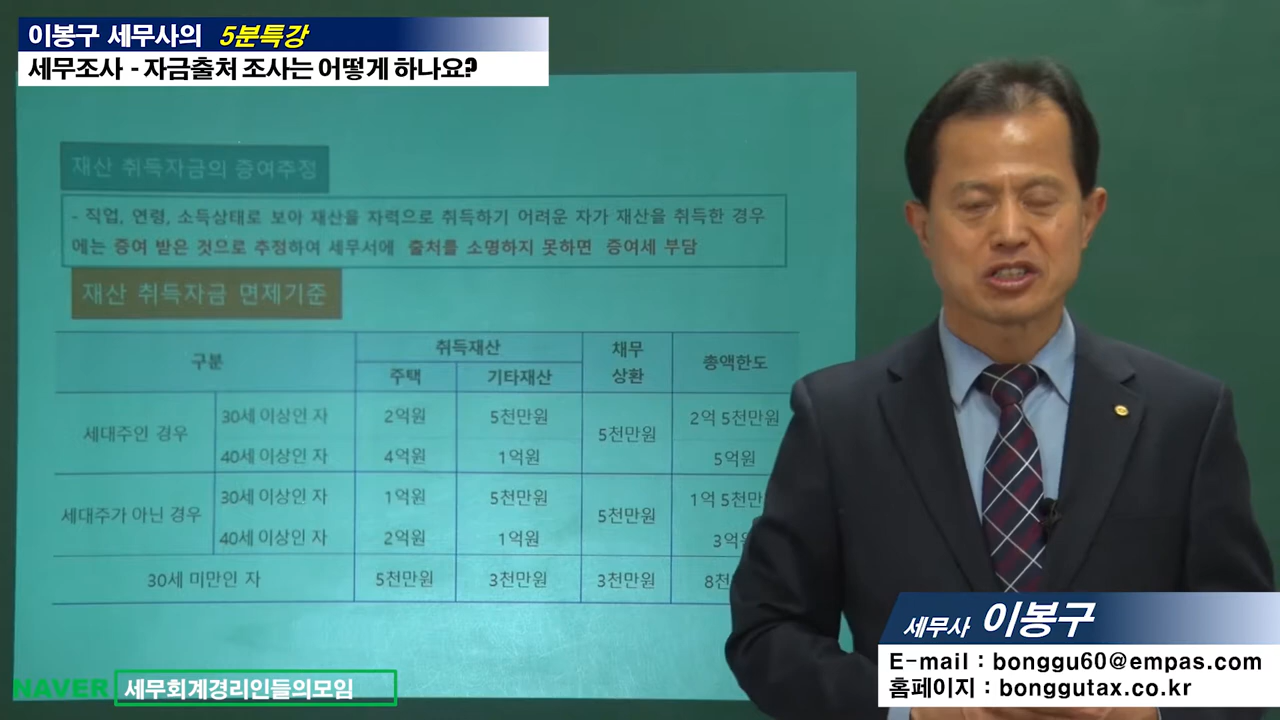 이봉구 세무사의 5분특강
세무조사 - 자금출처 조사는 어떻게 하나요?
재산 취득자금의 증여추정
- 직업, 연령, 소득상태로 보아 재산을 자력으로 취득하기 어려운 자가 재산을 취득한 경우
에는 증여 받은 것으로 추정하여 세무서에 출처를 소명하지 못하면 증여세 부담
재산 취득자금 면제기준
구분 취득재산 채무 상환 총액한도
주택 기타재산
세대주인 경우 30세 이상인 자 2억원 5천만원 5천만원 2억 5천만원
40세 이상인 자 4억원 1억원 5억원
세대주가 아닌 경우 30세 이상인 자 1억원 5천만원 5천만원 1억 5천만
40세 이상인 자 2억원 1억원 3억
30세 미만인 자 5천만원 3천만원 3천만원 8천
세무사 이봉구
E-mail : bonggu60@empas.com
홈페이지 : bonggutax.co.kr
NAVER 세무회계경리인들의모임